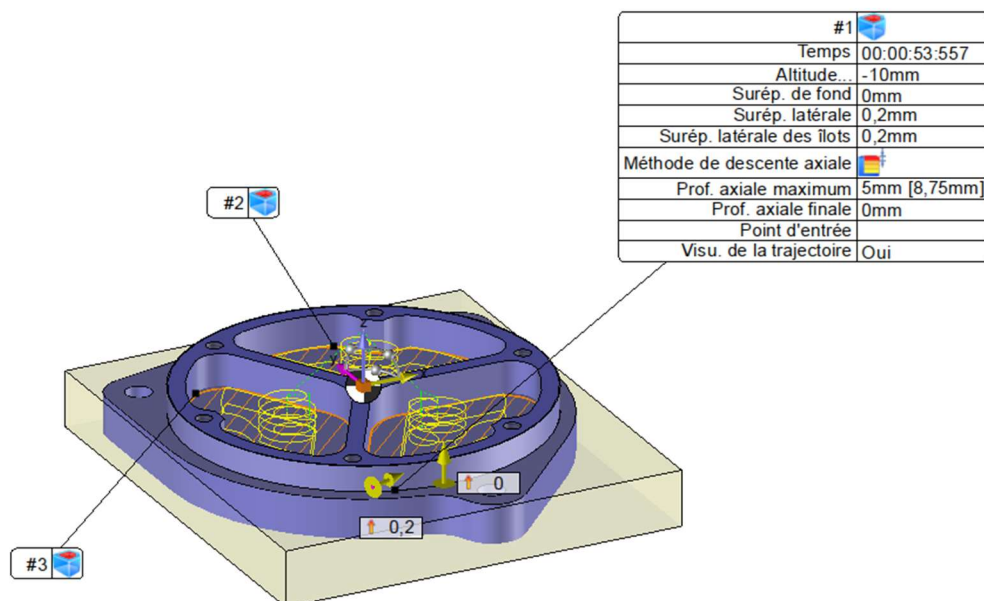 #1
Temps 00:00:53:557
Altitude... -10mm
Surép. de fond 0mm
Surép. latérale 0,2mm
Surép. latérale des îlots 0,2mm
Méthode de descente axiale
Prof. axiale maximum 5mm [8,75mm]
Prof. axiale finale 0mm
Point d'entrée
Visu. de la trajectoire Oui
#2
z
y
0
0,2
#3